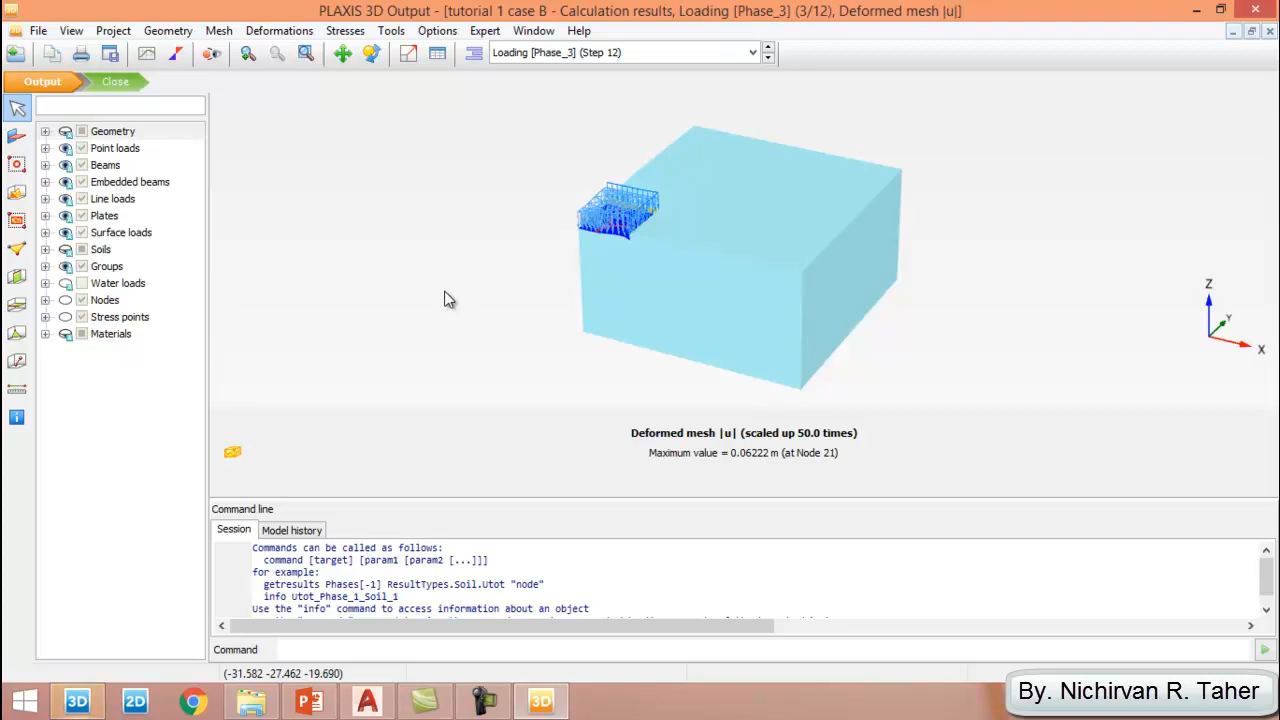 PLAXIS 3D Output - [tutorial 1 case B - Calculation results, Loading [Phase_3] (3/12), Deformed mesh |u|]
File View Project Geometry Mesh Deformations Stresses Tools Options Expert Window Help
Loading [Phase_3] (Step 12)
Output Close
Geometry
Point loads
Beams
Embedded beams
Line loads
Plates
Surface loads
Soils
Groups
Water loads
Nodes
Stress points
Materials
Z
Y
X
Deformed mesh |u| (scaled up 50.0 times)
Maximum value = 0.06222 m (at Node 21)
Command line
Session Model history
Commands can be called as follows:
command [target] [param1 [param2 [...]]]
for example:
getresults Phases[-1] ResultTypes.Soil.Utot "node"
info Utot_Phase_1_Soil_1
Use the "info" command to access information about an object
Command
(-31.582 -27.462 -19.690)
3D 2D 3D
By. Nichirvan R. Taher